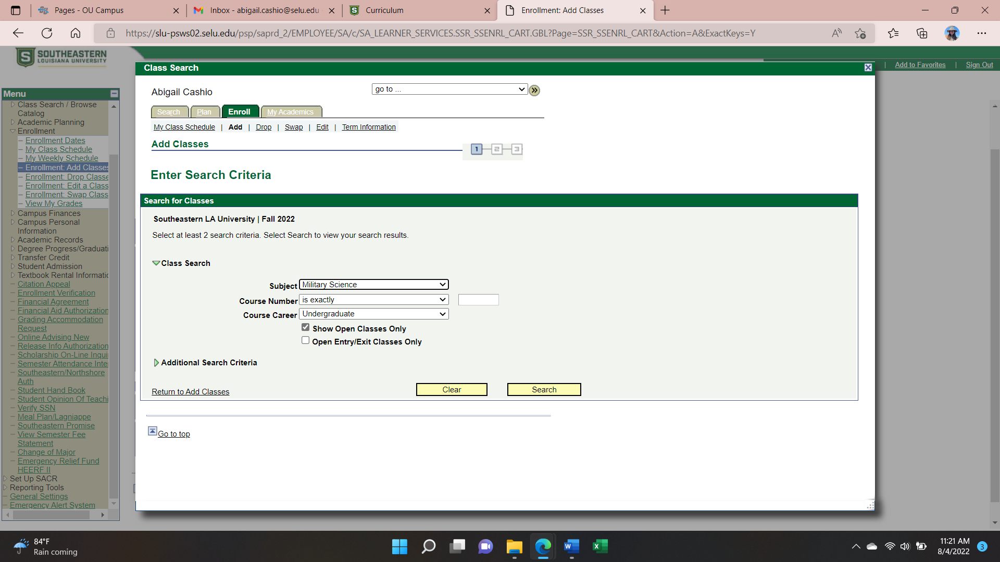 Pages - OU Campus
Inbox - abigail.cashio@selu.edu
Curriculum
Enrollment: Add Classes
https://slu-psws02.selu.edu/psp/saprd_2/EMPLOYEE/SA/c/SA_LEARNER_SERVICES.SSR_SSENRL_CART.GBL?Page=SSR_SSENRL_CART&Action=A&ExactKeys=Y
S SOUTHEASTERN
LOUISIANA UNIVERSITY
| Add to Favorites | Sign Out
Menu
Class Search / Browse
Catalog
Academic Planning
Enrollment
Enrollment Dates
My Class Schedule
My Weekly Schedule
Enrollment: Add Classes
Enrollment: Drop Classe
Enrollment: Edit a Class
Enrollment: Swap Class
View My Grades
Campus Finances
Campus Personal
Information
Academic Records
Degree Progress/Graduati
Transfer Credit
Student Admission
Textbook Rental Informatic
Citation Appeal
Enrollment Verification
Financial Agreement
Financial Aid Authorization
Grading Accommodation
Request
Online Advising New
Release Info Authorization
Scholarship On-Line Inqui
Semester Attendance Inte
Southeastern/Northshore
Auth
Student Hand Book
Student Opinion Of Teachi
Verify SSN
Meal Plan/Lagniappe
Southeastern Promise
View Semester Fee
Statement
Change of Major
Emergency Relief Fund
HEERF II
Set Up SACR
Reporting Tools
General Settings
Emergency Alert System
Class Search
Abigail Cashio
go to ...
Search Plan Enroll My Academics
My Class Schedule | Add | Drop | Swap | Edit | Term Information
Add Classes
1 2 3
Enter Search Criteria
Search for Classes
Southeastern LA University | Fall 2022
Select at least 2 search criteria. Select Search to view your search results.
Class Search
Subject Military Science
Course Number is exactly
Course Career Undergraduate
Show Open Classes Only
Open Entry/Exit Classes Only
Additional Search Criteria
Return to Add Classes Clear Search
Go to top
84°F
Rain coming
11:21 AM
8/4/2022
3